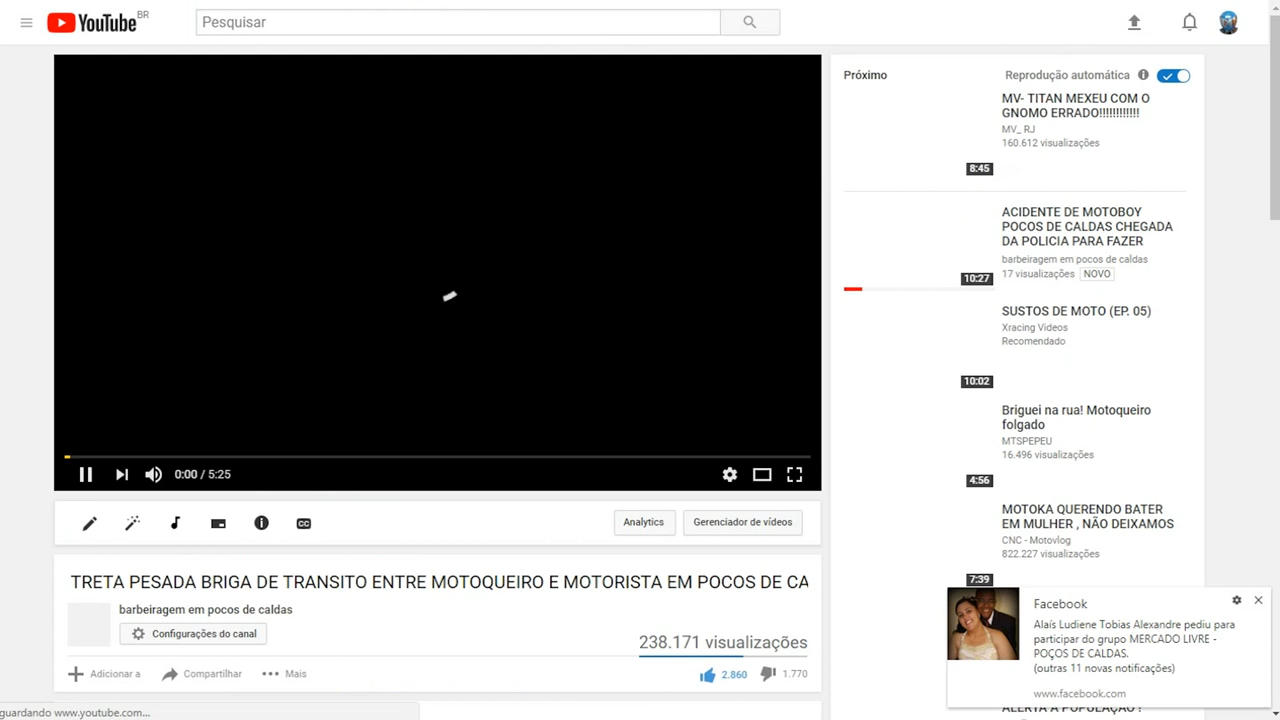 YouTube BR
Pesquisar
Próximo
Reprodução automática
MV- TITAN MEXEU COM O
GNOMO ERRADO!!!!!!!!!!!!
MV_ RJ
160.612 visualizações
8:45
ACIDENTE DE MOTOBOY
POCOS DE CALDAS CHEGADA
DA POLICIA PARA FAZER
barbeiragem em pocos de caldas
17 visualizações NOVO
10:27
SUSTOS DE MOTO (EP. 05)
Xracing Videos
Recomendado
10:02
Briguei na rua! Motoqueiro
folgado
MTSPEPEU
16.496 visualizações
4:56
MOTOKA QUERENDO BATER
EM MULHER , NÃO DEIXAMOS
CNC - Motovlog
822.227 visualizações
7:39
0:00 / 5:25
CC
Analytics
Gerenciador de vídeos
TRETA PESADA BRIGA DE TRANSITO ENTRE MOTOQUEIRO E MOTORISTA EM POCOS DE CA
barbeiragem em pocos de caldas
Configurações do canal
238.171 visualizações
Adicionar a
Compartilhar
Mais
2.860
1.770
Facebook
Alaís Ludiene Tobias Alexandre pediu para
participar do grupo MERCADO LIVRE -
POÇOS DE CALDAS.
(outras 11 novas notificações)
www.facebook.com
ALERTA A POPULAÇÃO !
guardando www.youtube.com...